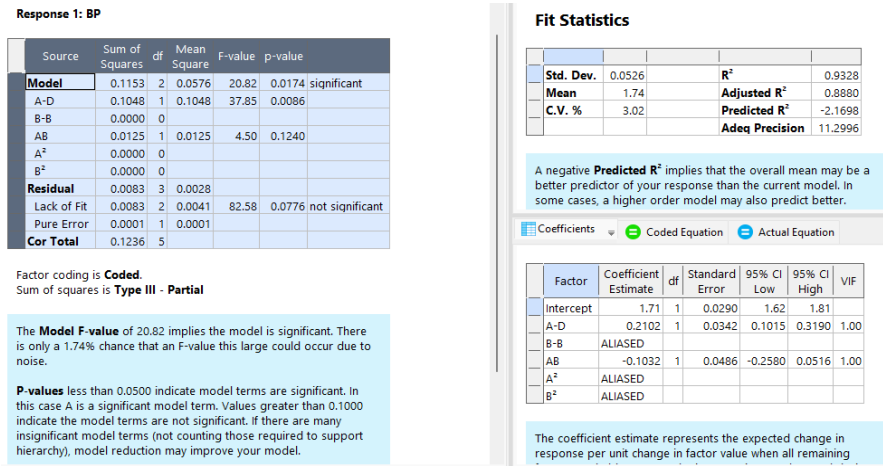 Response 1: BP
Source Sum of Squares df Mean Square F-value p-value
Model 0.1153 2 0.0576 20.82 0.0174 significant
A-D 0.1048 1 0.1048 37.85 0.0086
B-B 0.0000 0
AB 0.0125 1 0.0125 4.50 0.1240
A² 0.0000 0
B² 0.0000 0
Residual 0.0083 3 0.0028
Lack of Fit 0.0083 2 0.0041 82.58 0.0776 not significant
Pure Error 0.0001 1 0.0001
Cor Total 0.1236 5
Factor coding is Coded.
Sum of squares is Type III - Partial
The Model F-value of 20.82 implies the model is significant. There
is only a 1.74% chance that an F-value this large could occur due to
noise.
P-values less than 0.0500 indicate model terms are significant. In
this case A is a significant model term. Values greater than 0.1000
indicate the model terms are not significant. If there are many
insignificant model terms (not counting those required to support
hierarchy), model reduction may improve your model.
Fit Statistics
Std. Dev. 0.0526 R² 0.9328
Mean 1.74 Adjusted R² 0.8880
C.V. % 3.02 Predicted R² -2.1698
Adeq Precision 11.2996
A negative Predicted R² implies that the overall mean may be a
better predictor of your response than the current model. In
some cases, a higher order model may also predict better.
Coefficients Coded Equation Actual Equation
Factor Coefficient Estimate df Standard Error 95% CI Low 95% CI High VIF
Intercept 1.71 1 0.0290 1.62 1.81
A-D 0.2102 1 0.0342 0.1015 0.3190 1.00
B-B ALIASED
AB -0.1032 1 0.0486 -0.2580 0.0516 1.00
A² ALIASED
B² ALIASED
The coefficient estimate represents the expected change in
response per unit change in factor value when all remaining